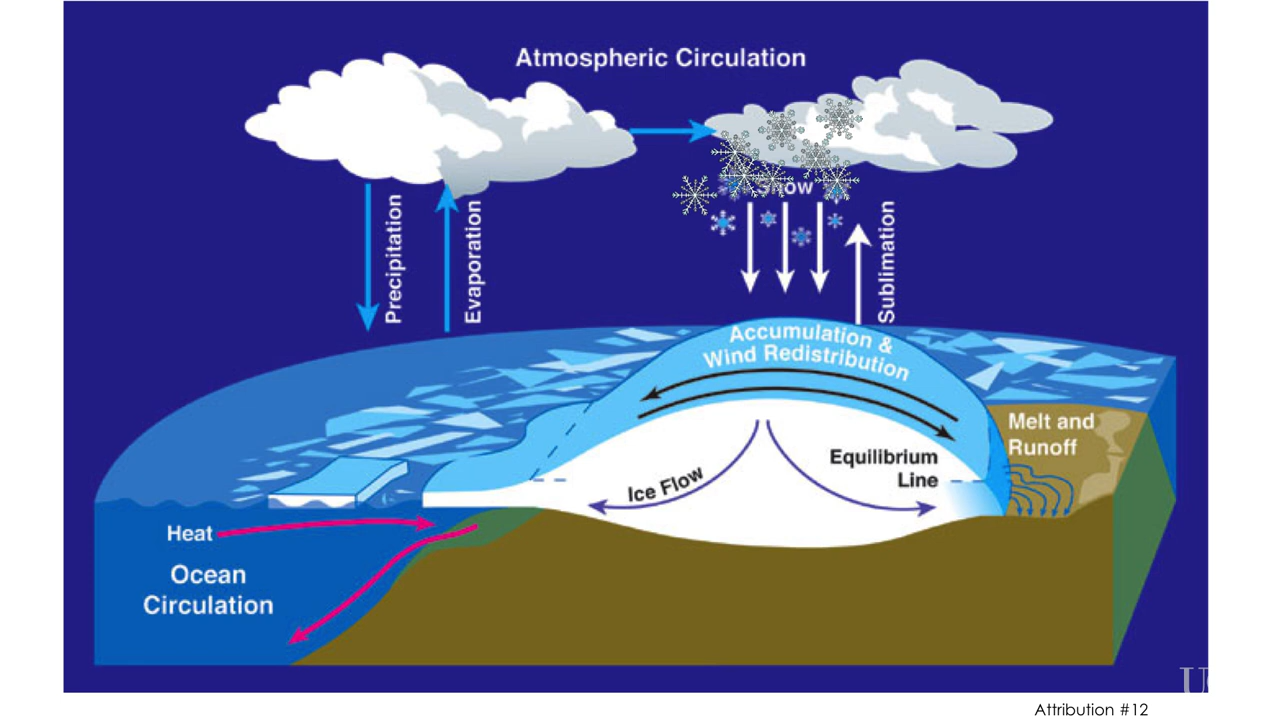 Atmospheric Circulation
Snow
Precipitation
Evaporation
Sublimation
Accumulation &
Wind Redistribution
Melt and
Runoff
Equilibrium
Line
Ice Flow
Heat
Ocean
Circulation
Attribution #12